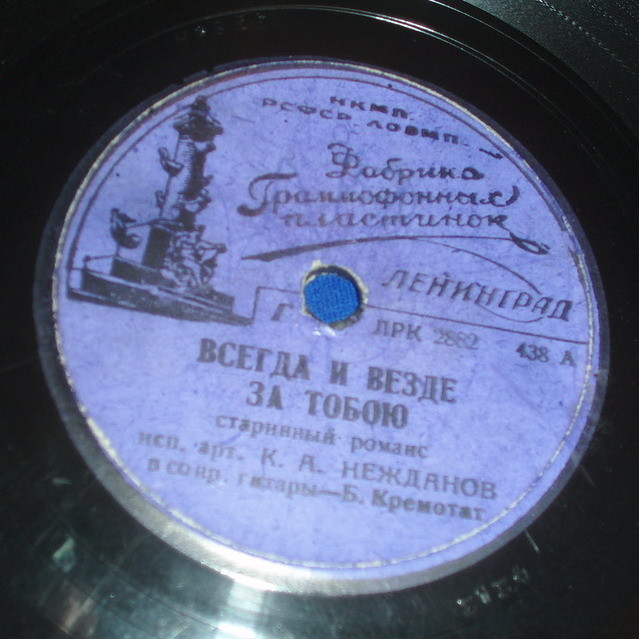 НКМП.
РСФСР ЛОВМП.
Фабрика
Граммофонных
пластинок
ЛЕНИНГРАД
Г ЛРК 2882 438 А
ВСЕГДА И ВЕЗДЕ
ЗА ТОБОЮ
старинный романс
исп. арт. К. А. НЕЖДАНОВ
в сопр. гитары—Б. Кремотат